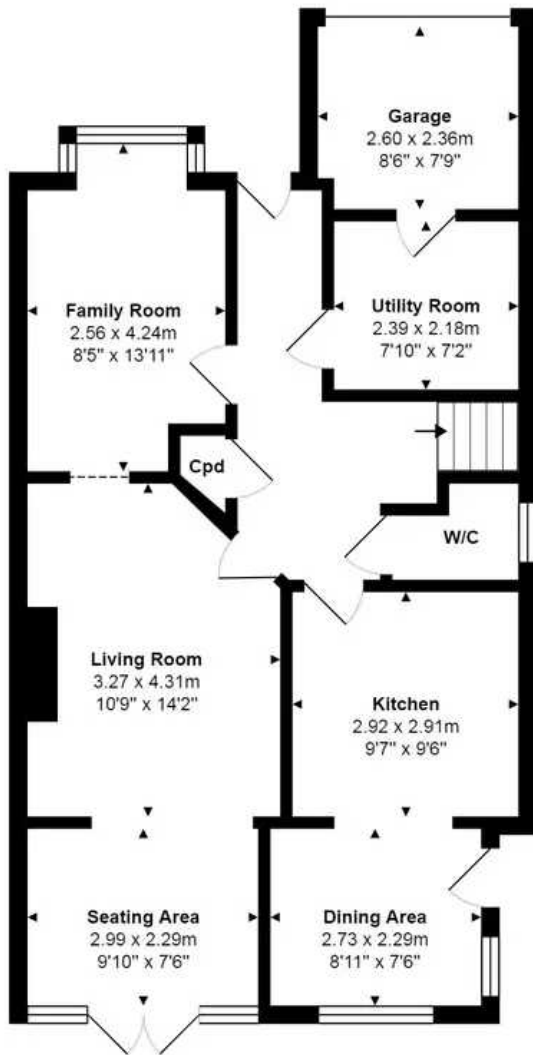 Garage
2.60 x 2.36m
8'6" x 7'9"
Family Room
2.56 x 4.24m
8'5" x 13'11"
Utility Room
2.39 x 2.18m
7'10" x 7'2"
Cpd
W/C
Living Room
3.27 x 4.31m
10'9" x 14'2"
Kitchen
2.92 x 2.91m
9'7" x 9'6"
Seating Area
2.99 x 2.29m
9'10" x 7'6"
Dining Area
2.73 x 2.29m
8'11" x 7'6"